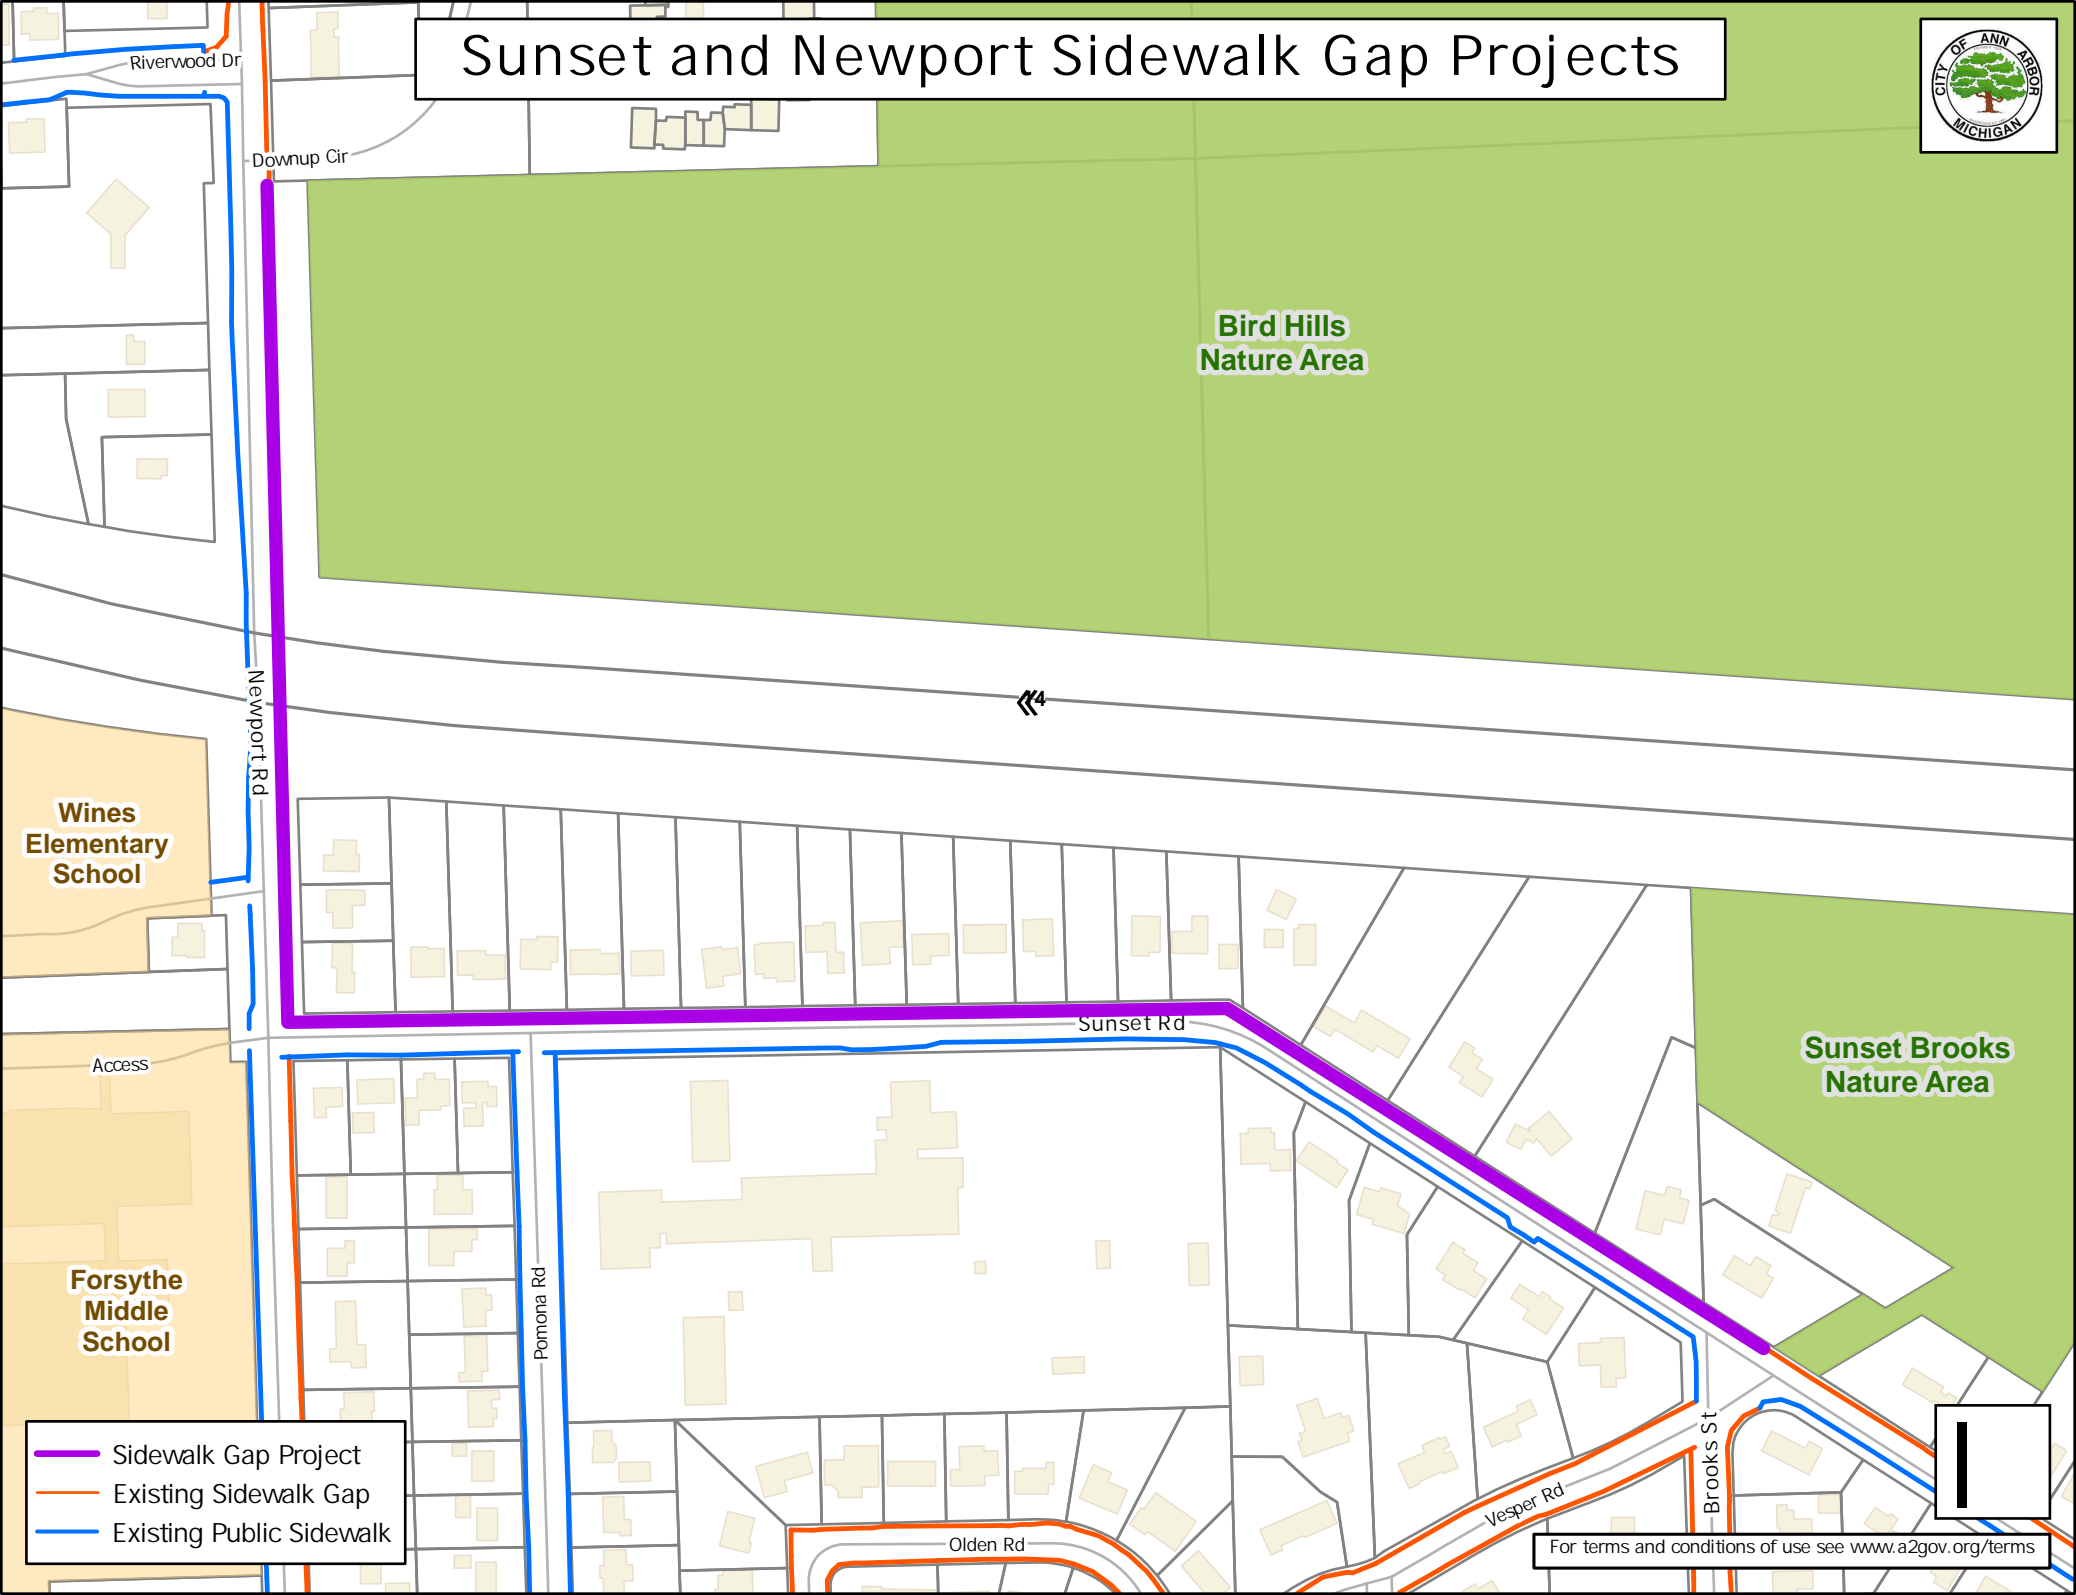 Sunset and Newport Sidewalk Gap Projects
CITY OF ANN ARBOR
MICHIGAN
Riverwood Dr
Downup Cir
Bird Hills
Nature Area
14
Newport Rd
Wines
Elementary
School
Sunset Rd
Access
Sunset Brooks
Nature Area
Forsythe
Middle
School
Pomona Rd
Brooks St
Vesper Rd
Olden Rd
Sidewalk Gap Project
Existing Sidewalk Gap
Existing Public Sidewalk
For terms and conditions of use see www.a2gov.org/terms